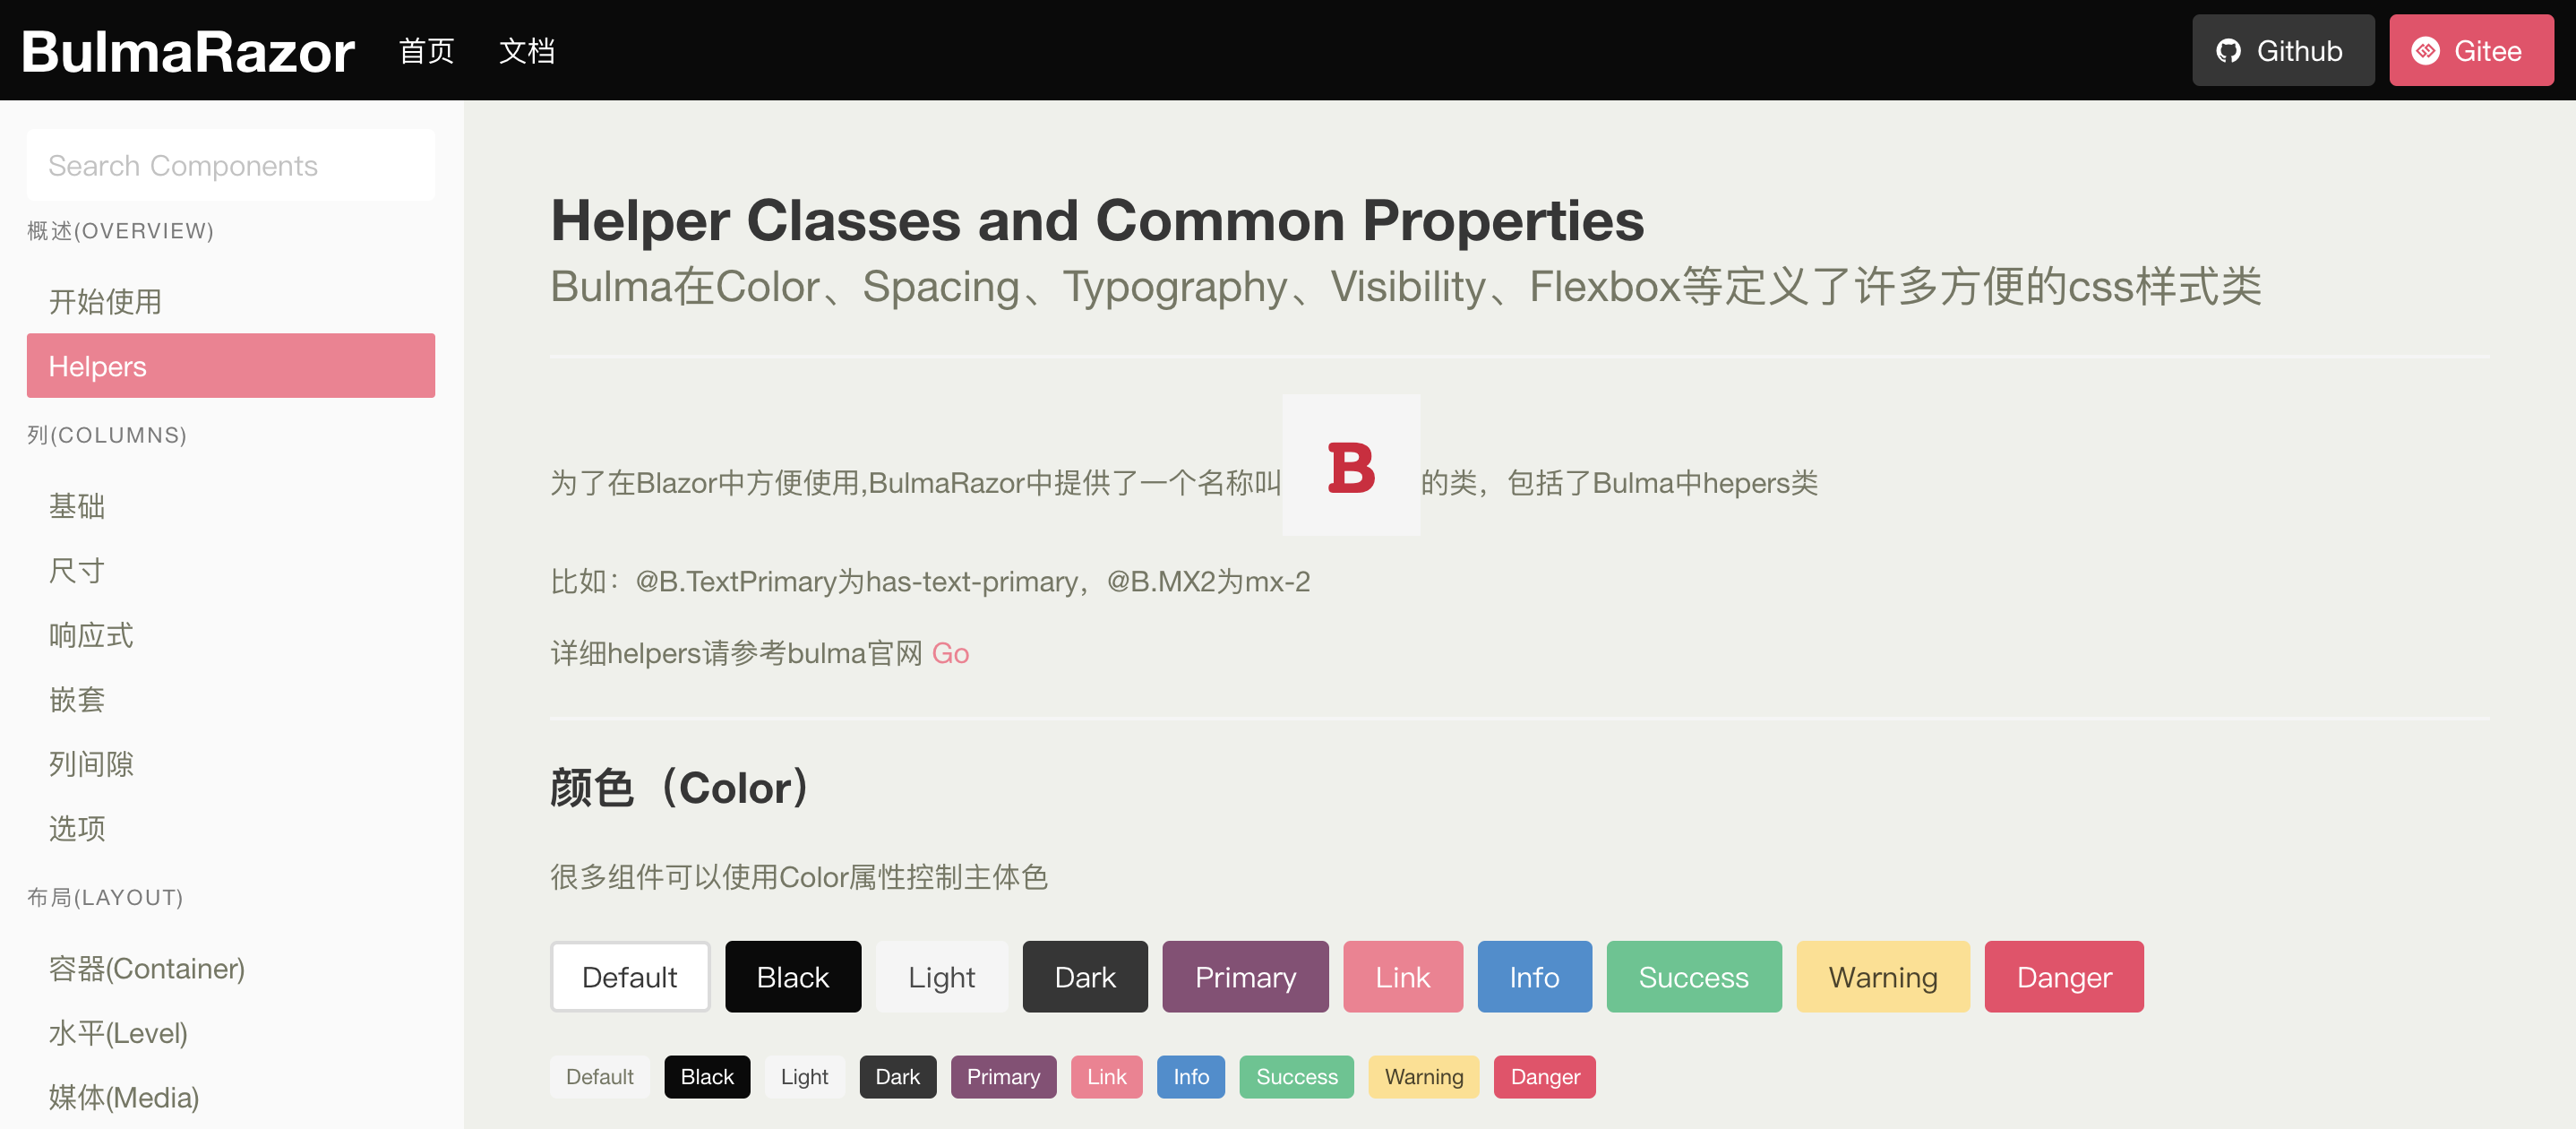 BulmaRazor 首页 文档 Github Gitee
Search Components
概述(OVERVIEW)
开始使用
Helpers
列(COLUMNS)
基础
尺寸
响应式
嵌套
列间隙
选项
布局(LAYOUT)
容器(Container)
水平(Level)
媒体(Media)
Helper Classes and Common Properties
Bulma在Color、Spacing、Typography、Visibility、Flexbox等定义了许多方便的css样式类
为了在Blazor中方便使用,BulmaRazor中提供了一个名称叫B的类，包括了Bulma中hepers类
比如：@B.TextPrimary为has-text-primary，@B.MX2为mx-2
详细helpers请参考bulma官网 Go
颜色（Color）
很多组件可以使用Color属性控制主体色
Default Black Light Dark Primary Link Info Success Warning Danger
Default Black Light Dark Primary Link Info Success Warning Danger